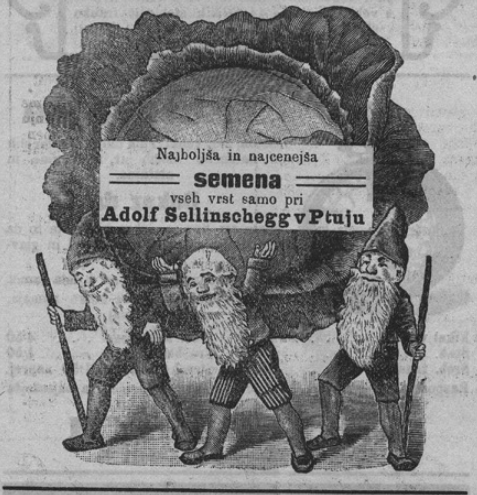 Najboljša in najcenejša
semena
vseh vrst samo pri
Adolf Sellinschegg v Ptuju